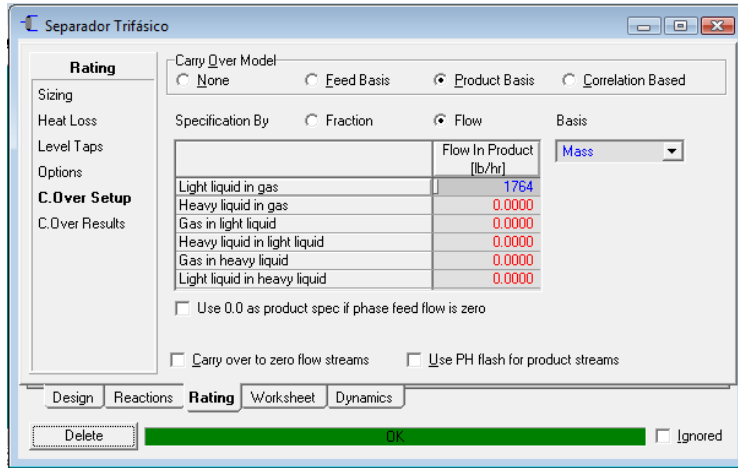 Separador Trifásico
Rating
Sizing
Heat Loss
Level Taps
Options
C.Over Setup
C.Over Results
Carry Over Model
None Feed Basis Product Basis Correlation Based
Specification By Fraction Flow Basis
Mass
Flow In Product
[lb/hr]
Light liquid in gas 1764
Heavy liquid in gas 0.0000
Gas in light liquid 0.0000
Heavy liquid in light liquid 0.0000
Gas in heavy liquid 0.0000
Light liquid in heavy liquid 0.0000
Use 0.0 as product spec if phase feed flow is zero
Carry over to zero flow streams Use PH flash for product streams
Design Reactions Rating Worksheet Dynamics
Delete OK Ignored